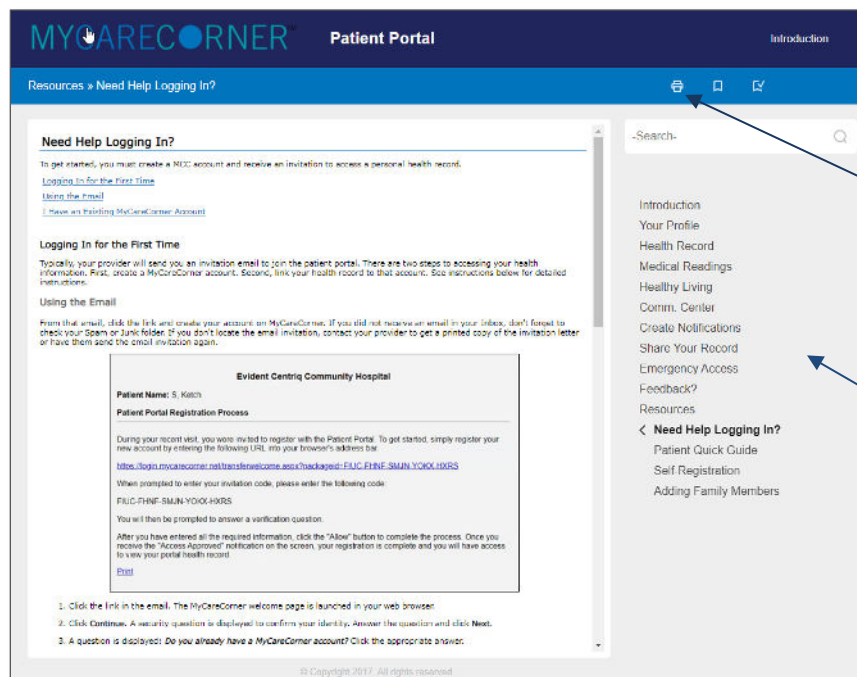 MYCARECORNER Patient Portal Introduction
Resources » Need Help Logging In?
Need Help Logging In?
To get started, you must create a MCC account and receive an invitation to access a personal health record.
Logging In for the First Time
Using the Email
I Have an Existing MyCareCorner Account
Logging In for the First Time
Typically, your provider will send you an invitation email to join the patient portal. There are two steps to accessing your health
information. First, create a MyCareCorner account. Second, link your health record to that account. See instructions below for detailed
instructions.
Using the Email
From that email, click the link and create your account on MyCareCorner. If you did not receive an email in your Inbox, don't forget to
check your Spam or Junk folder. If you don't locate the email invitation, contact your provider to get a printed copy of the invitation letter
or have them send the email invitation again.
Evident Centriq Community Hospital
Patient Name: S, Ketch
Patient Portal Registration Process
During your recent visit, you were invited to register with the Patient Portal. To get started, simply register your
new account by entering the following URL into your browser's address bar.
https://login.mycarecorner.net/transferwelcome.aspx?packageid=FIUC-FHNF-SMJN-YOKX-HXRS
When prompted to enter your invitation code, please enter the following code:
FIUC-FHNF-SMJN-YOKX-HXRS
You will then be prompted to answer a verification question.
After you have entered all the required information, click the "Allow" button to complete the process. Once you
receive the "Access Approved" notification on the screen, your registration is complete and you will have access
to view your portal health record.
Print
1. Click the link in the email. The MyCareCorner welcome page is launched in your web browser.
2. Click Continue. A security question is displayed to confirm your identity. Answer the question and click Next.
3. A question is displayed: Do you already have a MyCareCorner account? Click the appropriate answer.
-Search-
Introduction
Your Profile
Health Record
Medical Readings
Healthy Living
Comm. Center
Create Notifications
Share Your Record
Emergency Access
Feedback?
Resources
Need Help Logging In?
Patient Quick Guide
Self Registration
Adding Family Members
© Copyright 2017. All rights reserved.